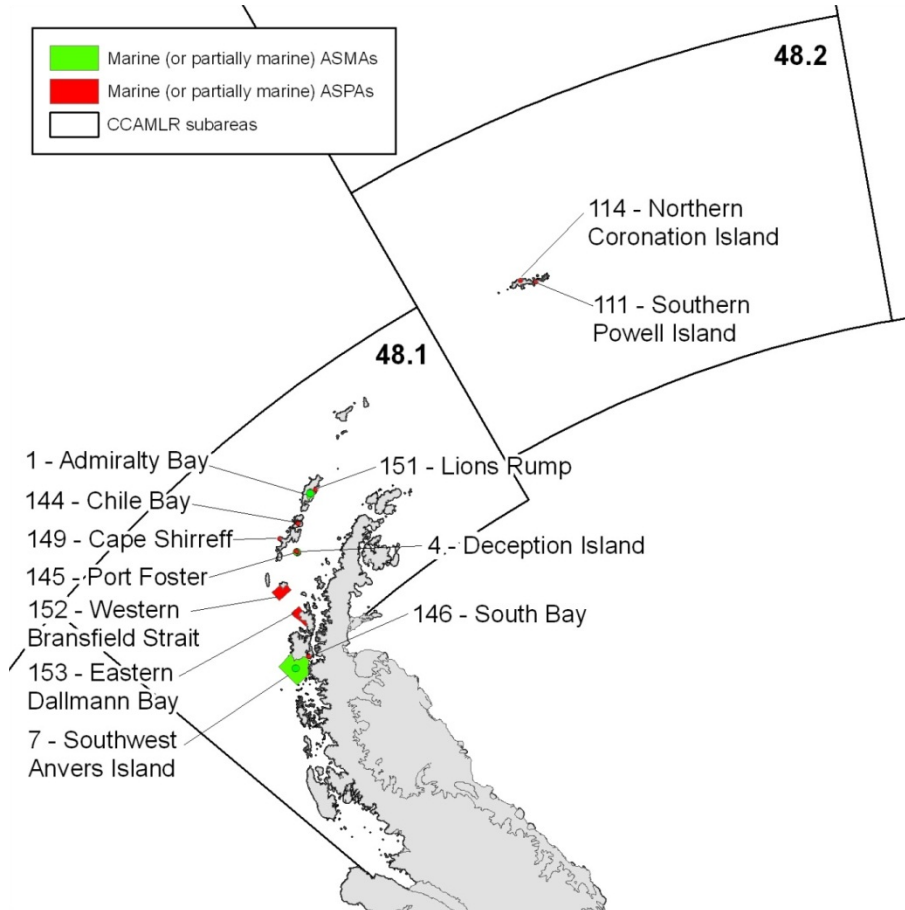 Marine (or partially marine) ASMAs
Marine (or partially marine) ASPAs
CCAMLR subareas
48.2
114 - Northern
Coronation Island
111 - Southern
Powell Island
48.1
1 - Admiralty Bay
151 - Lions Rump
144 - Chile Bay
149 - Cape Shirreff
4.- Deception Island
145 - Port Foster
152 - Western
Bransfield Strait
146 - South Bay
153 - Eastern
Dallmann Bay
7 - Southwest
Anvers Island